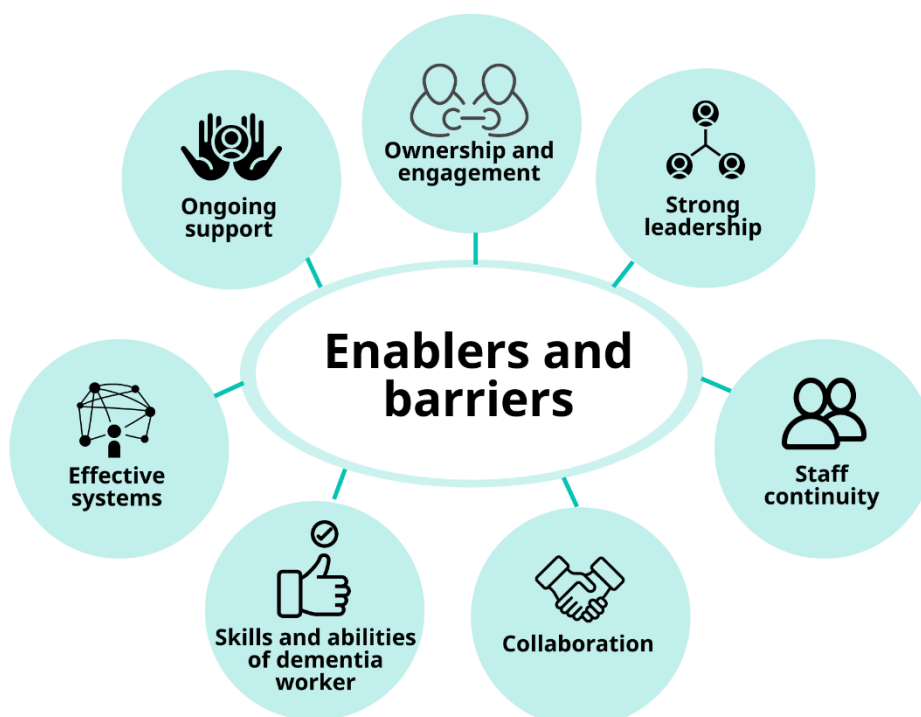 Ownership and
engagement
Strong
leadership
Ongoing
support
Enablers and
barriers
Staff
continuity
Effective
systems
Skills and abilities
of dementia
worker
Collaboration